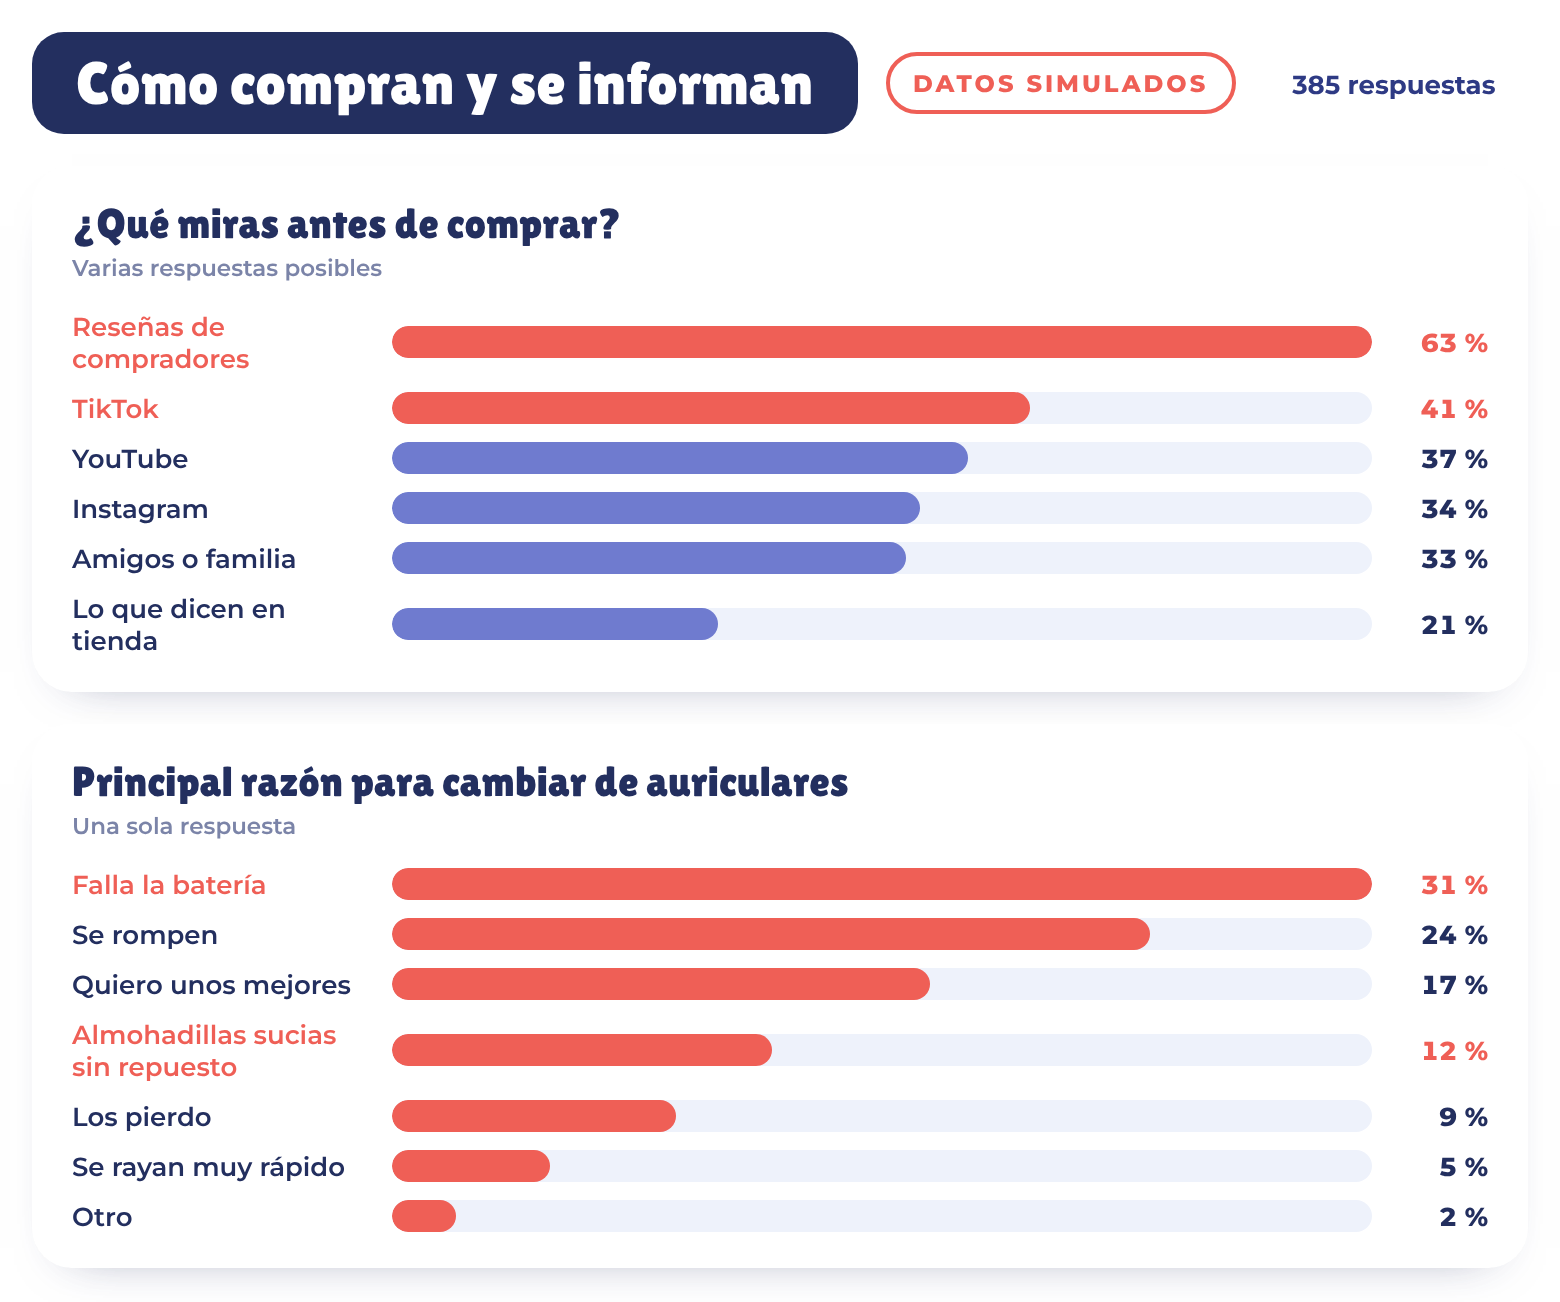 Cómo compran y se informan
DATOS SIMULADOS
385 respuestas
¿Qué miras antes de comprar?
Varias respuestas posibles
Reseñas de
compradores
63 %
TikTok
41 %
YouTube
37 %
Instagram
34 %
Amigos o familia
33 %
Lo que dicen en
tienda
21 %
Principal razón para cambiar de auriculares
Una sola respuesta
Falla la batería
31 %
Se rompen
24 %
Quiero unos mejores
17 %
Almohadillas sucias
sin repuesto
12 %
Los pierdo
9 %
Se rayan muy rápido
5 %
Otro
2 %